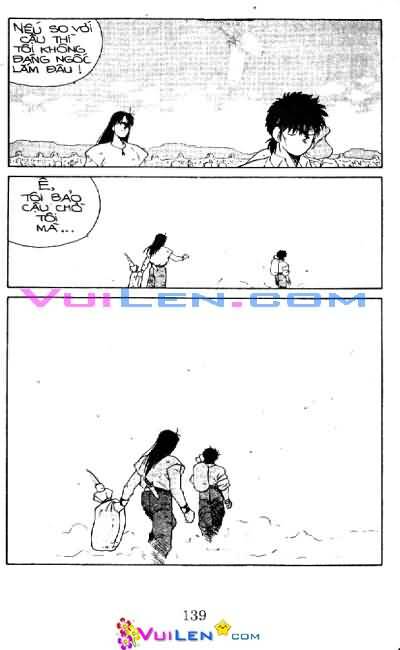 NẾU SO VỚI
CẬU THÌ
TÔI KHÔNG
ĐÁNG NGỐC
LẮM ĐÂU !
Ê,
TÔI BẢO
CẬU CHỜ
TÔI
MÀ...
VUILEN.COM
139
VUILEN
.COM